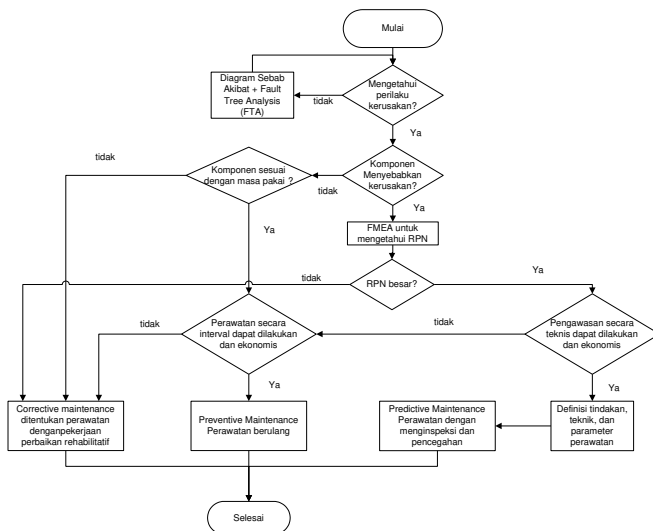 Mulai
Diagram Sebab
Akibat + Fault
Tree Analysis
(FTA)
tidak
Mengetahui
perilaku
kerusakan?
Ya
tidak
Komponen sesuai
dengan masa pakai ?
tidak
Komponen
Menyebabkan
kerusakan?
Ya
Ya
FMEA untuk
mengetahui RPN
tidak
RPN besar?
Ya
tidak
Perawatan secara
interval dapat dilakukan
dan ekonomis
tidak
Pengawasan secara
teknis dapat dilakukan
dan ekonomis
Ya
Ya
Corrective maintenance
ditentukan perawatan
denganpekerjaan
perbaikan rehabilitatif
Preventive Maintenance
Perawatan berulang
Predictive Maintenance
Perawatan dengan
menginspeksi dan
pencegahan
Definisi tindakan,
teknik, dan
parameter
perawatan
Selesai